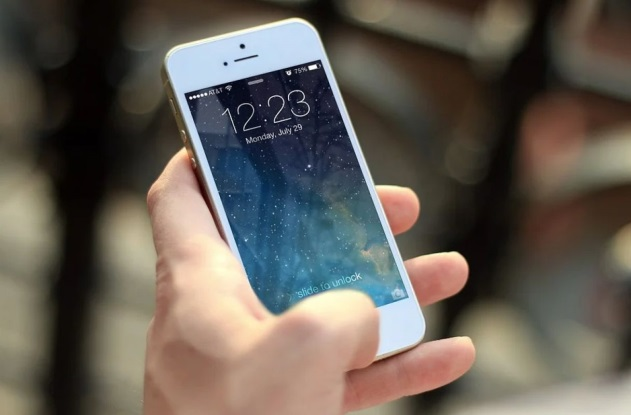 AT&T 75%
12:23
Monday, July 29
slide to unlock